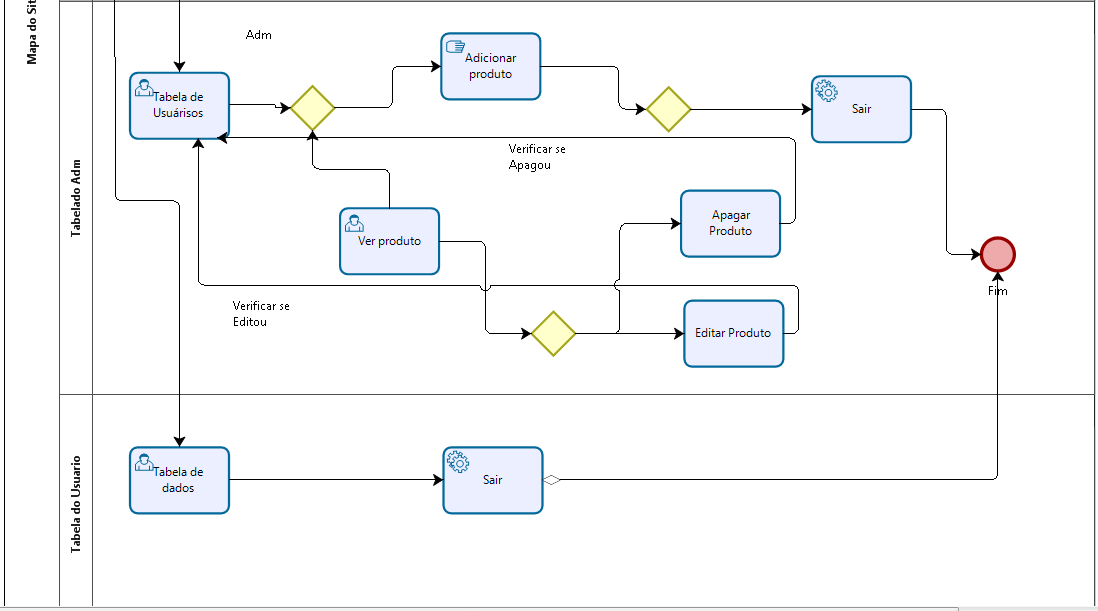 Mapa do Sit
Tabelado Adm
Adm
Adicionar
produto
Tabela de
Usuárisos
Sair
Verificar se
Apagou
Apagar
Produto
Ver produto
Fim
Verificar se
Editou
Editar Produto
Tabela do Usuario
Tabela de
dados
Sair